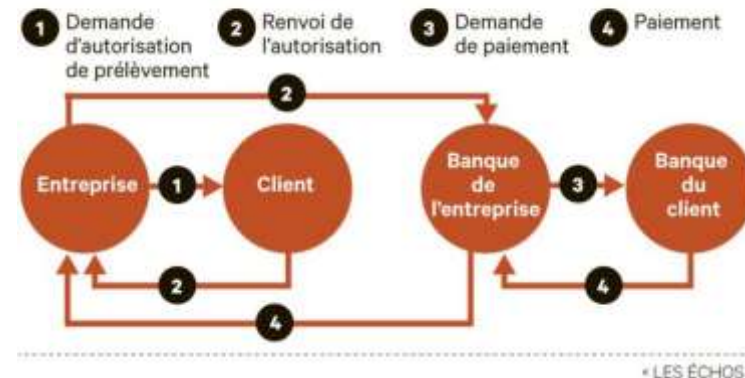 1 Demande
d'autorisation
de prélèvement
2 Renvoi de
l'autorisation
3 Demande
de paiement
4 Paiement
2
Entreprise
1
Client
Banque
de
l'entreprise
3
Banque
du
client
2
4
4
« LES ÉCHOS